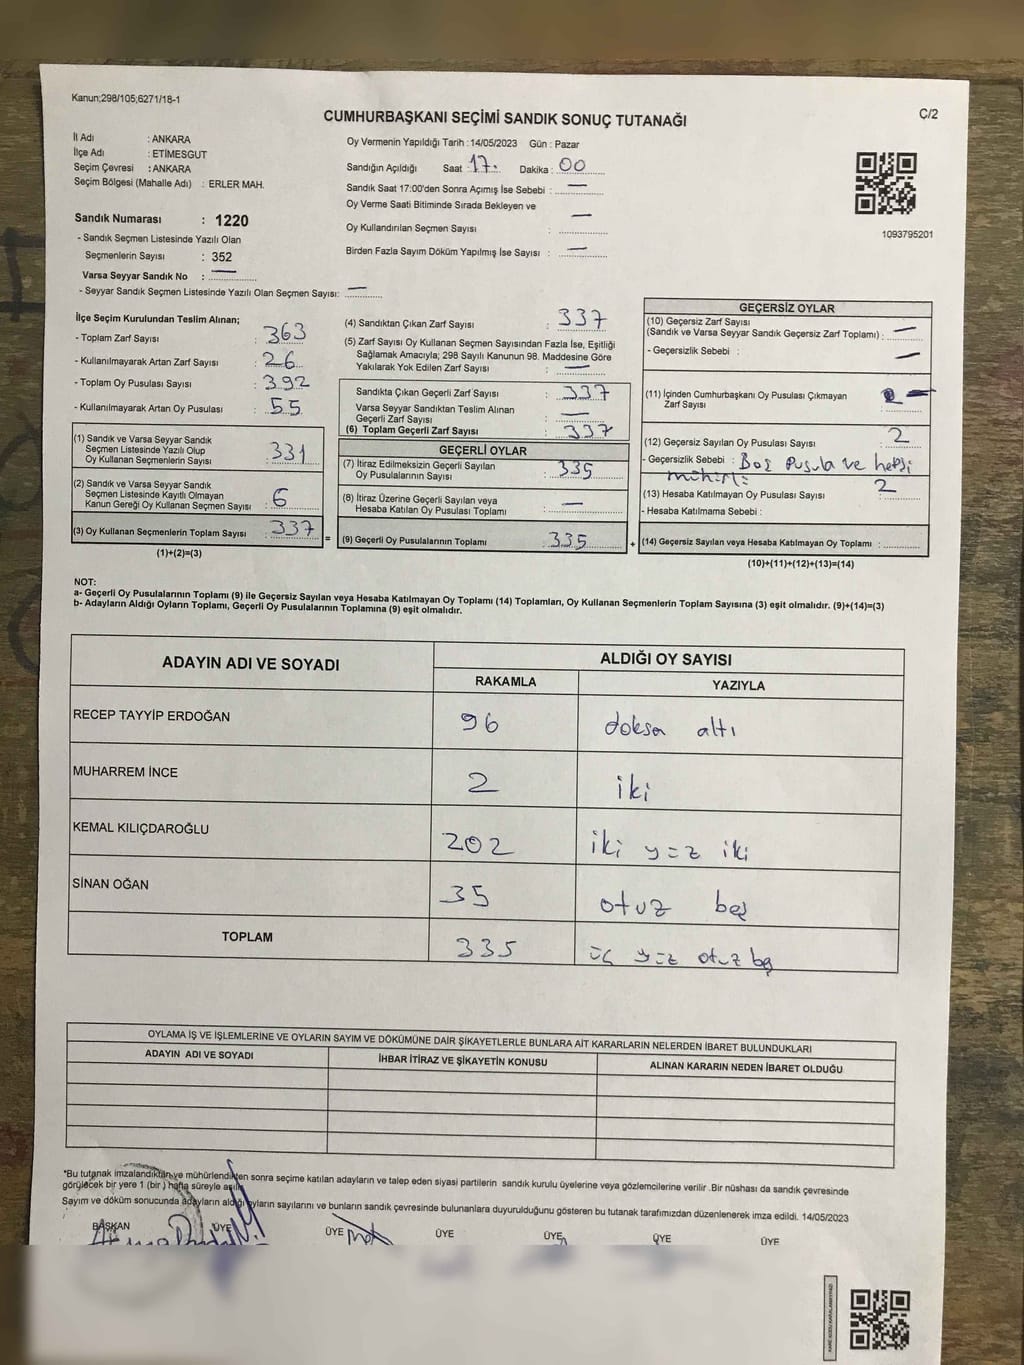 Kanun;298/105;6271/18-1
Ç/2
CUMHURBAŞKANI SEÇİMİ SANDIK SONUÇ TUTANAĞI
İl Adı : ANKARA
İlçe Adı : ETİMESGUT
Seçim Çevresi : ANKARA
Seçim Bölgesi (Mahalle Adı) : ERLER MAH.
Sandık Numarası : 1220
- Sandık Seçmen Listesinde Yazılı Olan
Seçmenlerin Sayısı : 352
Varsa Seyyar Sandık No : —
- Seyyar Sandık Seçmen Listesinde Yazılı Olan Seçmen Sayısı: —
Oy Vermenin Yapıldığı Tarih : 14/05/2023 Gün : Pazar
Sandığın Açıldığı Saat 17. Dakika : 00
Sandık Saat 17:00'den Sonra Açımış İse Sebebi : —
Oy Verme Saati Bitiminde Sırada Bekleyen ve
Oy Kullandırılan Seçmen Sayısı : —
Birden Fazla Sayım Döküm Yapılmış İse Sayısı : —
1093795201
İlçe Seçim Kurulundan Teslim Alınan;
- Toplam Zarf Sayısı : 363
- Kullanılmayarak Artan Zarf Sayısı : 26
- Toplam Oy Pusulası Sayısı : 392
- Kullanılmayarak Artan Oy Pusulası : 55
(1) Sandık ve Varsa Seyyar Sandık
Seçmen Listesinde Yazılı Olup
Oy Kullanan Seçmenlerin Sayısı : 331
(2) Sandık ve Varsa Seyyar Sandık
Seçmen Listesinde Kayıtlı Olmayan
Kanun Gereği Oy Kullanan Seçmen Sayısı : 6
(3) Oy Kullanan Seçmenlerin Toplam Sayısı : 337
(1)+(2)=(3)
(4) Sandıktan Çıkan Zarf Sayısı : 337
(5) Zarf Sayısı Oy Kullanan Seçmen Sayısından Fazla İse, Eşitliği
Sağlamak Amacıyla; 298 Sayılı Kanunun 98. Maddesine Göre
Yakılarak Yok Edilen Zarf Sayısı : —
Sandıkta Çıkan Geçerli Zarf Sayısı : 337
Varsa Seyyar Sandıktan Teslim Alınan
Geçerli Zarf Sayısı : —
(6) Toplam Geçerli Zarf Sayısı : 337
GEÇERLİ OYLAR
(7) İtiraz Edilmeksizin Geçerli Sayılan
Oy Pusulalarının Sayısı : 335
(8) İtiraz Üzerine Geçerli Sayılan veya
Hesaba Katılan Oy Pusulası Toplamı : —
= (9) Geçerli Oy Pusulalarının Toplamı 335
GEÇERSİZ OYLAR
(10) Geçersiz Zarf Sayısı
(Sandık ve Varsa Seyyar Sandık Geçersiz Zarf Toplamı) : —
- Geçersizlik Sebebi : —
(11) İçinden Cumhurbaşkanı Oy Pusulası Çıkmayan
Zarf Sayısı : —
(12) Geçersiz Sayılan Oy Pusulası Sayısı : 2
- Geçersizlik Sebebi : Boş Pusula ve hepsi
mühürlü
(13) Hesaba Katılmayan Oy Pusulası Sayısı : 2
- Hesaba Katılmama Sebebi :
+ (14) Geçersiz Sayılan veya Hesaba Katılmayan Oy Toplamı :
(10)+(11)+(12)+(13)=(14)
NOT:
a- Geçerli Oy Pusulalarının Toplamı (9) ile Geçersiz Sayılan veya Hesaba Katılmayan Oy Toplamı (14) Toplamları, Oy Kullanan Seçmenlerin Toplam Sayısına (3) eşit olmalıdır. (9)+(14)=(3)
b- Adayların Aldığı Oyların Toplamı, Geçerli Oy Pusulalarının Toplamına (9) eşit olmalıdır.
ADAYIN ADI VE SOYADI ALDIĞI OY SAYISI
RAKAMLA YAZIYLA
RECEP TAYYİP ERDOĞAN 96 doksa altı
MUHARREM İNCE 2 iki
KEMAL KILIÇDAROĞLU 202 iki yüz iki
SİNAN OĞAN 35 otuz beş
TOPLAM 335 üç yüz otuz beş
OYLAMA İŞ VE İŞLEMLERİNE VE OYLARIN SAYIM VE DÖKÜMÜNE DAİR ŞİKAYETLERLE BUNLARA AİT KARARLARIN NELERDEN İBARET BULUNDUKLARI
ADAYIN ADI VE SOYADI İHBAR İTİRAZ VE ŞİKAYETİN KONUSU ALINAN KARARIN NEDEN İBARET OLDUĞU
*Bu tutanak imzalandıktan ve mühürlendikten sonra seçime katılan adayların ve talep eden siyasi partilerin sandık kurulu üyelerine veya gözlemcilerine verilir .Bir nüshası da sandık çevresinde
görülecek bir yere 1 (bir ) hafta süreyle asılır.
Sayım ve döküm sonucunda adayların aldığı oyların sayılarını ve bunların sandık çevresinde bulunanlara duyurulduğunu gösteren bu tutanak tarafımızdan düzenlenerek imza edildi. 14/05/2023
BAŞKAN ÜYE ÜYE ÜYE ÜYE ÜYE ÜYE